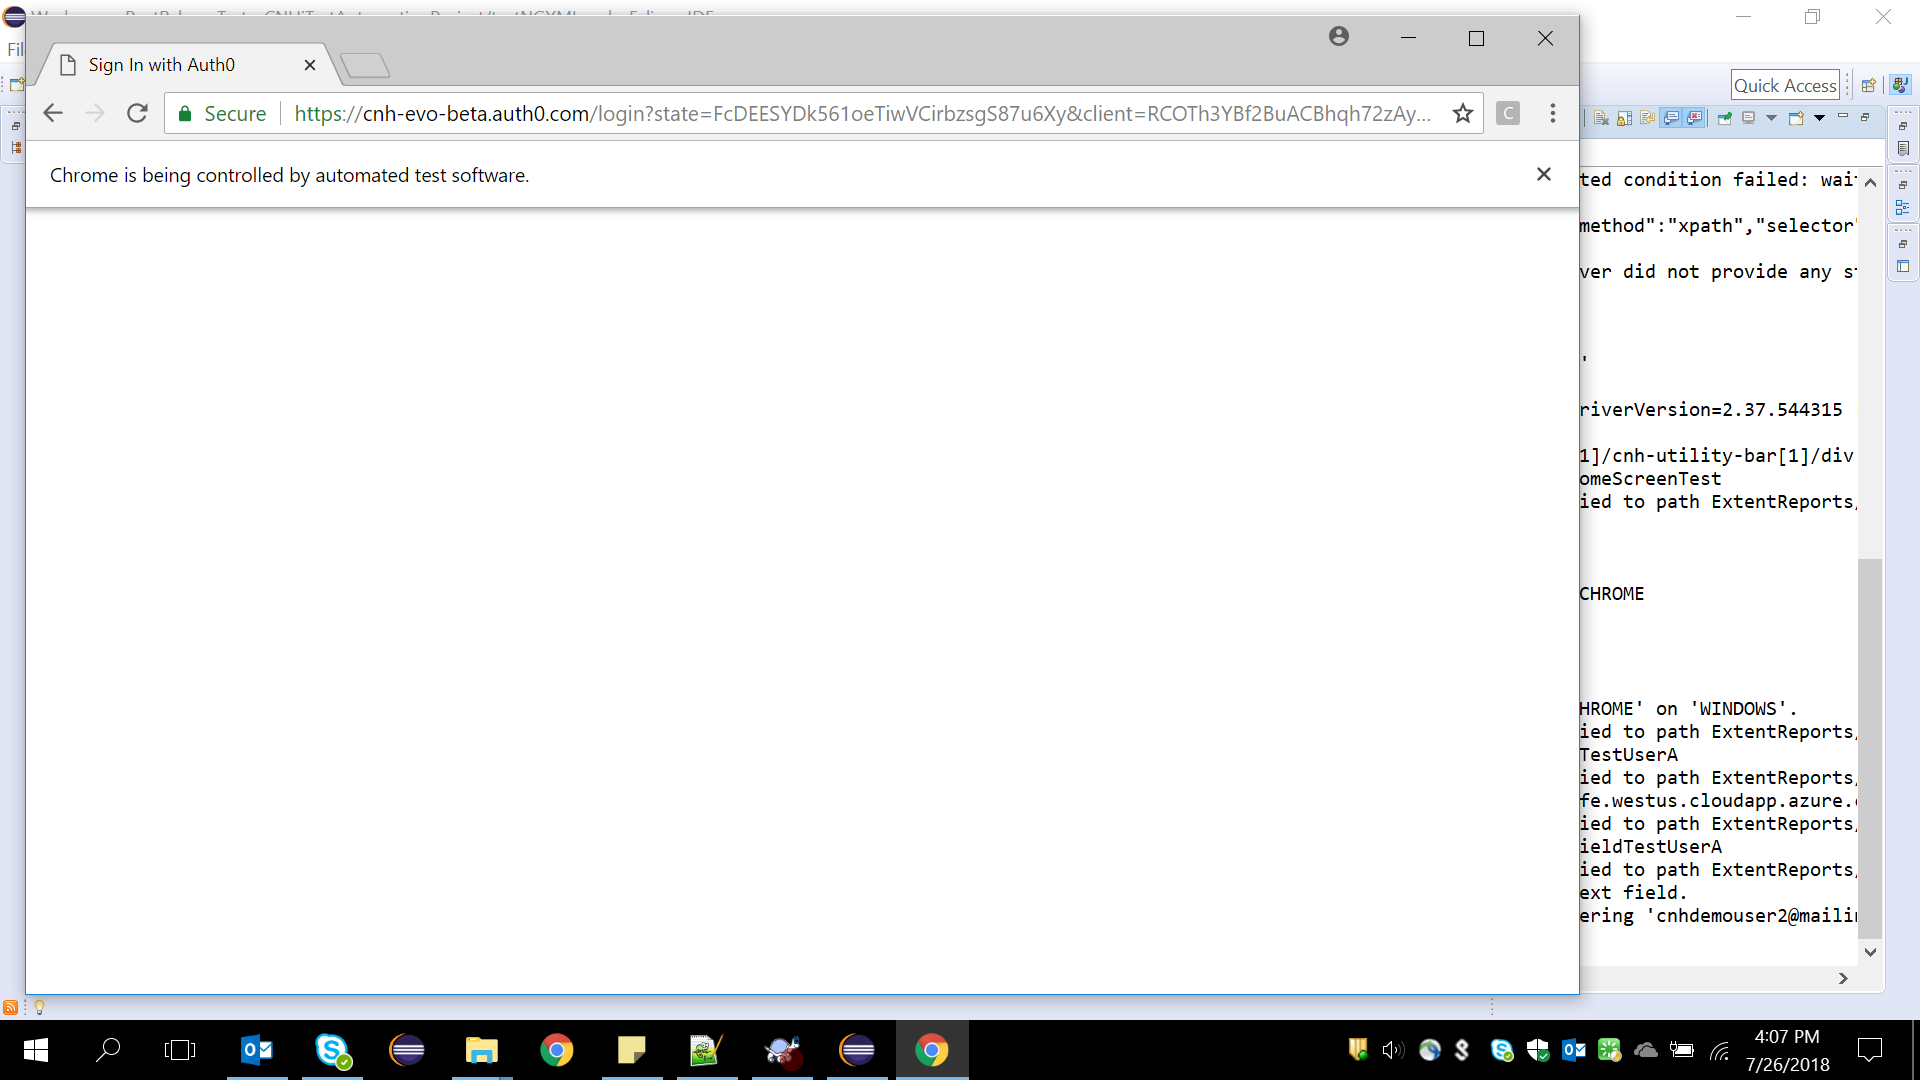 Sign In with Auth0
Secure
https://cnh-evo-beta.auth0.com/login?state=FcDEESYDk561oeTiwVCirbzsgS87u6Xy&client=RCOTh3YBf2BuACBhqh72zAy...
C
Chrome is being controlled by automated test software.
Fil
Quick Access
ted condition failed: wai
method":"xpath","selector"
ver did not provide any s
'
riverVersion=2.37.544315
1]/cnh-utility-bar[1]/div
omeScreenTest
ied to path ExtentReports,
CHROME
HROME' on 'WINDOWS'.
ied to path ExtentReports,
TestUserA
ied to path ExtentReports,
fe.westus.cloudapp.azure.
ied to path ExtentReports,
ieldTestUserA
ied to path ExtentReports,
ext field.
ering 'cnhdemouser2@maili
4:07 PM
7/26/2018